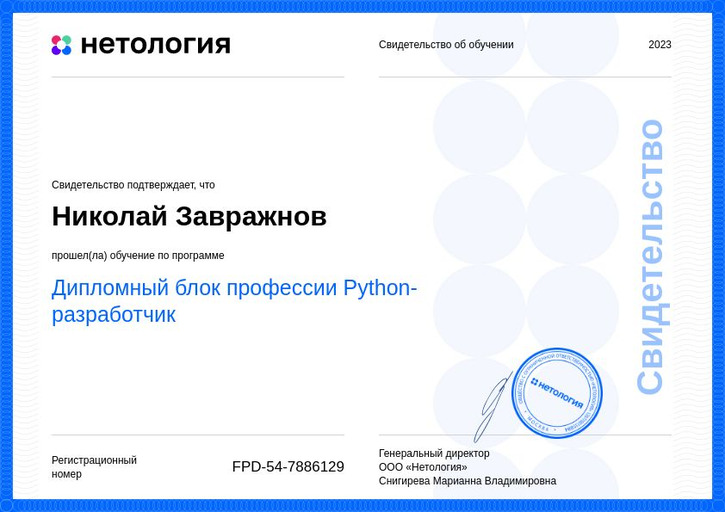 нетология
Свидетельство об обучении
2023
Свидетельство подтверждает, что
Николай Завражнов
прошел(ла) обучение по программе
Дипломный блок профессии Python-
разработчик
Свидетельство
нетология
МОСКВА
Регистрационный
номер
FPD-54-7886129
Генеральный директор
ООО «Нетология»
Снигирева Марианна Владимировна